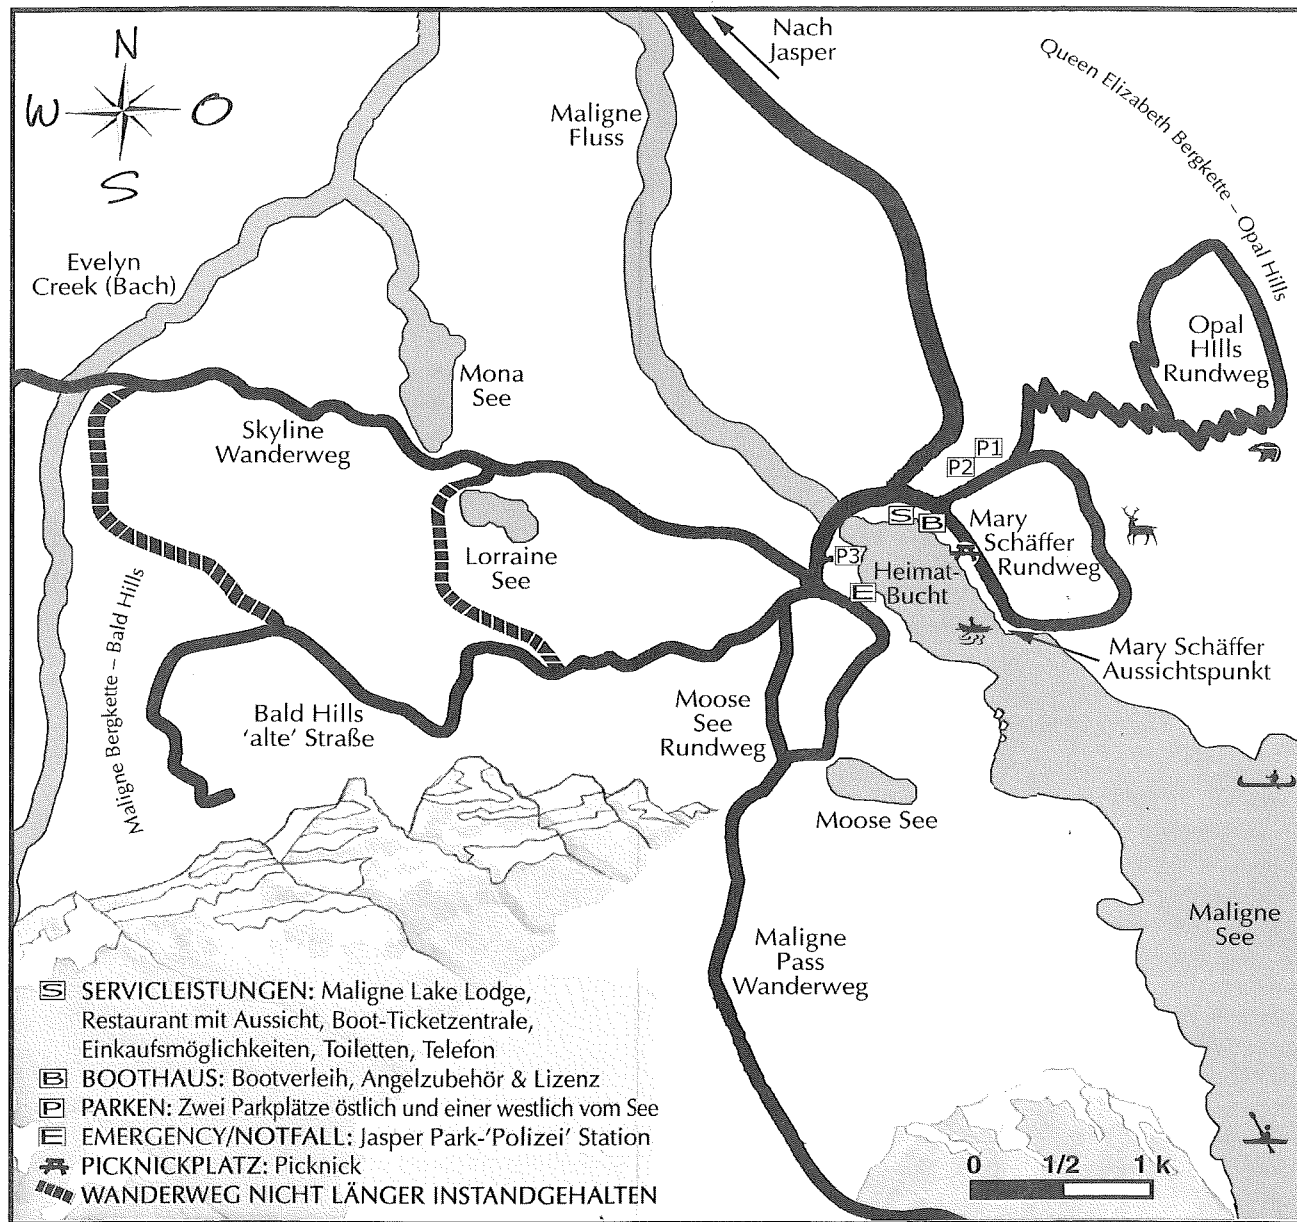 N
W
O
S
Nach
Jasper
Maligne
Fluss
Queen Elizabeth Bergkette – Opal Hills
Evelyn
Creek (Bach)
Mona
See
Opal
HIlls
Rundweg
Skyline
Wanderweg
P1
P2
S
B
Mary
Schäffer
Rundweg
Lorraine
See
P3
Heimat-
Bucht
E
Maligne Bergkette – Bald Hills
Mary Schäffer
Aussichtspunkt
Bald Hills
'alte' Straße
Moose
See
Rundweg
Moose See
Maligne
See
Maligne
Pass
Wanderweg
S SERVICLEISTUNGEN: Maligne Lake Lodge,
Restaurant mit Aussicht, Boot-Ticketzentrale,
Einkaufsmöglichkeiten, Toiletten, Telefon
B BOOTHAUS: Bootverleih, Angelzubehör & Lizenz
P PARKEN: Zwei Parkplätze östlich und einer westlich vom See
E EMERGENCY/NOTFALL: Jasper Park-'Polizei' Station
PICKNICKPLATZ: Picknick
WANDERWEG NICHT LÄNGER INSTANDGEHALTEN
0 1/2 1 k